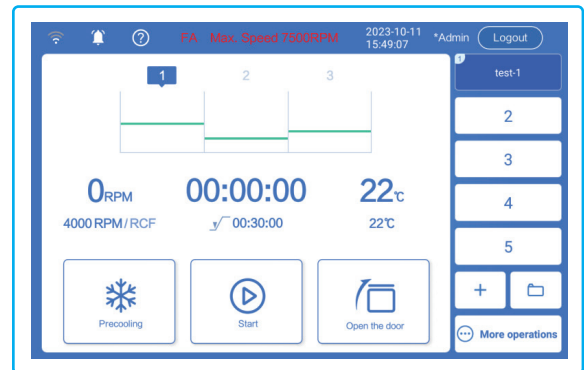 FA Max. Speed 7500RPM
2023-10-11
15:49:07
*Admin
Logout
1 2 3
0RPM 00:00:00 22℃
4000 RPM/RCF 00:30:00 22℃
Precooling
Start
Open the door
1
test-1
2
3
4
5
+
More operations